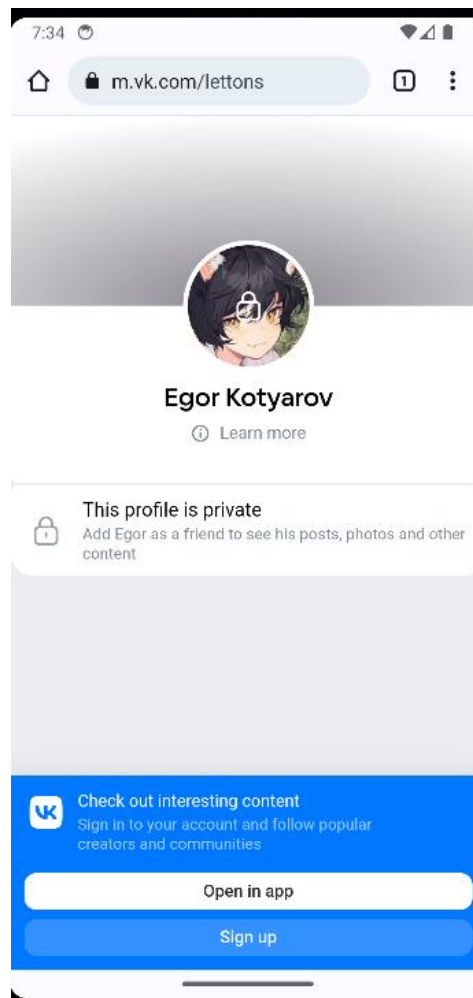 7:34
m.vk.com/lettons
1
Egor Kotyarov
Learn more
This profile is private
Add Egor as a friend to see his posts, photos and other
content
Check out interesting content
Sign in to your account and follow popular
creators and communities
Open in app
Sign up